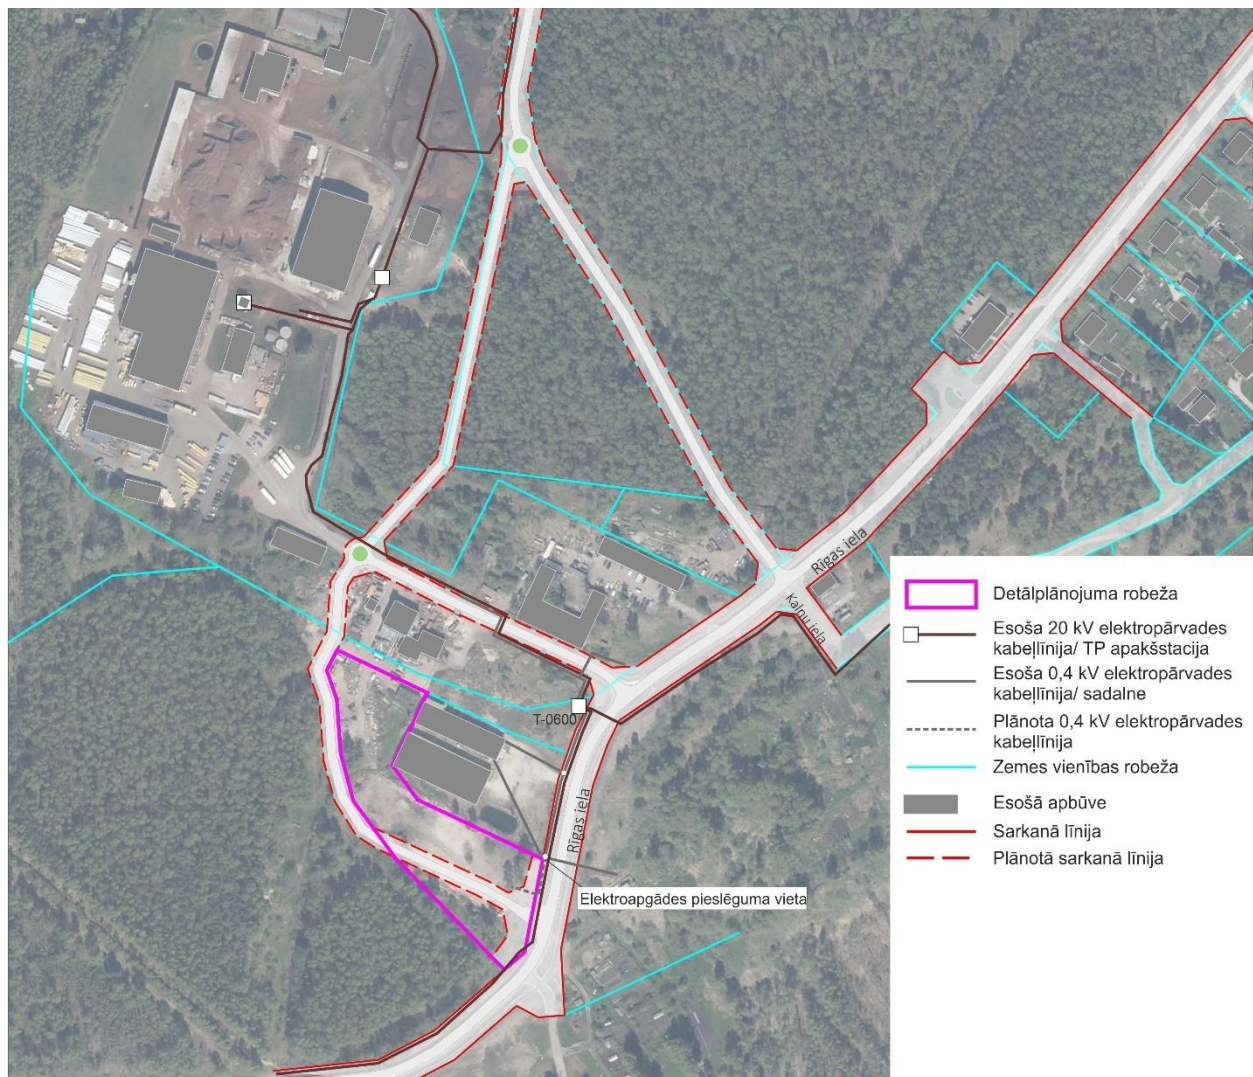 Rīgas iela
Kalpu iela
T-0600
Rīgas iela
Elektroapgādes pieslēguma vieta
Detālplānojuma robeža
Esoša 20 kV elektropārvades
kabeļlīnija/ TP apakšstacija
Esoša 0,4 kV elektropārvades
kabeļlīnija/ sadalne
Plānota 0,4 kV elektropārvades
kabeļlīnija
Zemes vienības robeža
Esošā apbūve
Sarkanā līnija
Plānotā sarkanā līnija